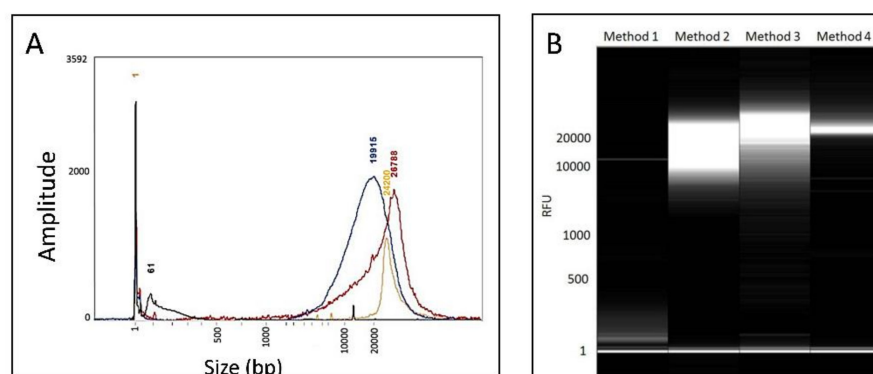 A
3592
2000
0
Amplitude
1
61
19915
24200
26788
1 500 1000 10000 20000
Size (bp)
B
Method 1 Method 2 Method 3 Method 4
20000
10000
1000
500
1
RFU